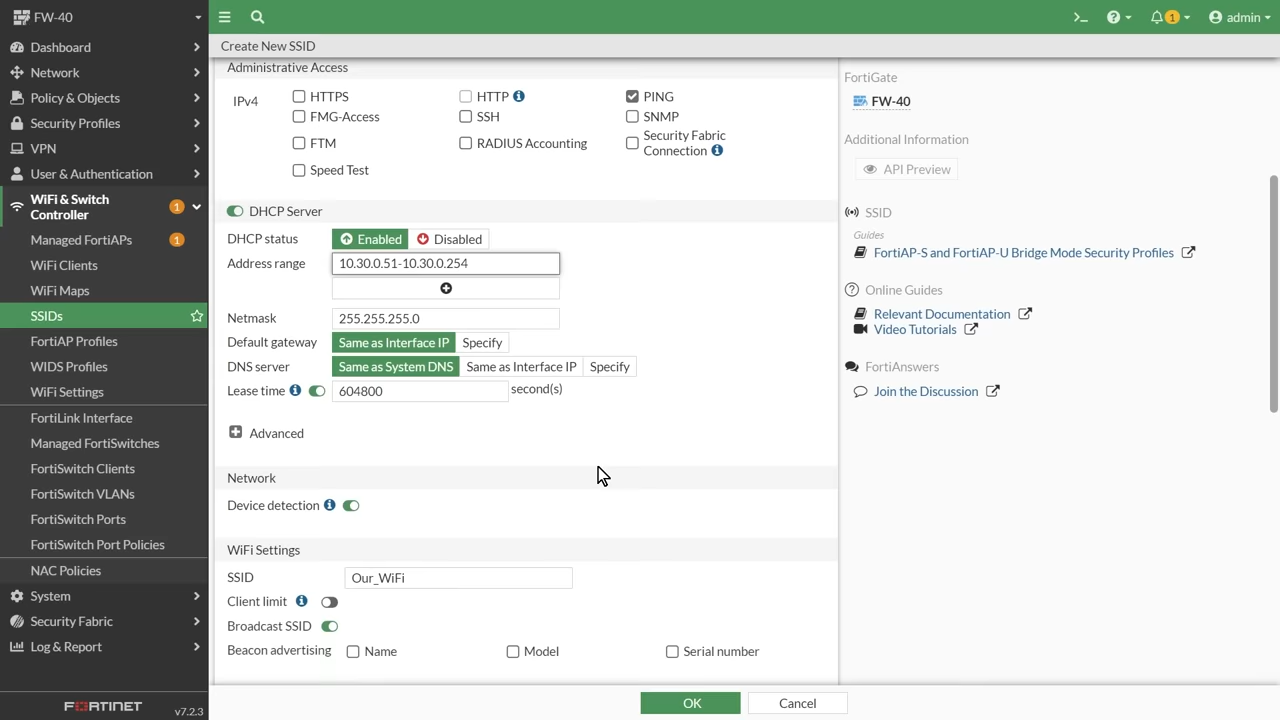 FW-40
Dashboard
Network
Policy & Objects
Security Profiles
VPN
User & Authentication
WiFi & Switch
Controller
1
Managed FortiAPs
1
WiFi Clients
WiFi Maps
SSIDs
FortiAP Profiles
WIDS Profiles
WiFi Settings
FortiLink Interface
Managed FortiSwitches
FortiSwitch Clients
FortiSwitch VLANs
FortiSwitch Ports
FortiSwitch Port Policies
NAC Policies
System
Security Fabric
Log & Report
FORTINET
v7.2.3
1
admin
Create New SSID
Administrative Access
IPv4
HTTPS
HTTP
PING
FMG-Access
SSH
SNMP
FTM
RADIUS Accounting
Security Fabric
Connection
Speed Test
DHCP Server
DHCP status
Enabled
Disabled
Address range
10.30.0.51-10.30.0.254
Netmask
255.255.255.0
Default gateway
Same as Interface IP
Specify
DNS server
Same as System DNS
Same as Interface IP
Specify
Lease time
604800
second(s)
Advanced
Network
Device detection
WiFi Settings
SSID
Our_WiFi
Client limit
Broadcast SSID
Beacon advertising
Name
Model
Serial number
OK
Cancel
FortiGate
FW-40
Additional Information
API Preview
SSID
Guides
FortiAP-S and FortiAP-U Bridge Mode Security Profiles
Online Guides
Relevant Documentation
Video Tutorials
FortiAnswers
Join the Discussion